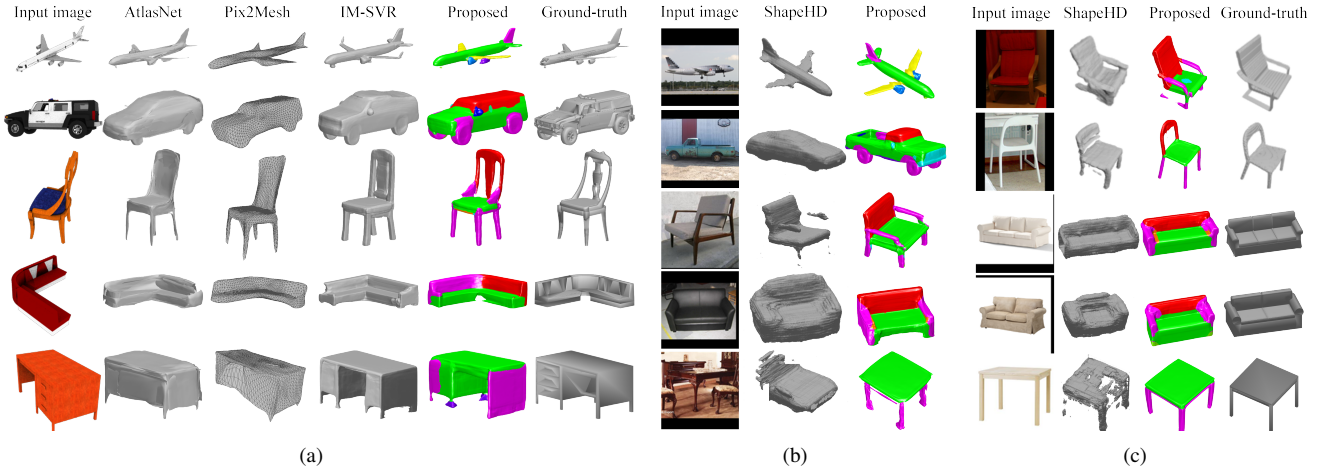 Input image AtlasNet Pix2Mesh IM-SVR Proposed Ground-truth
Input image ShapeHD Proposed
Input image ShapeHD Proposed Ground-truth
(a)
(b)
(c)